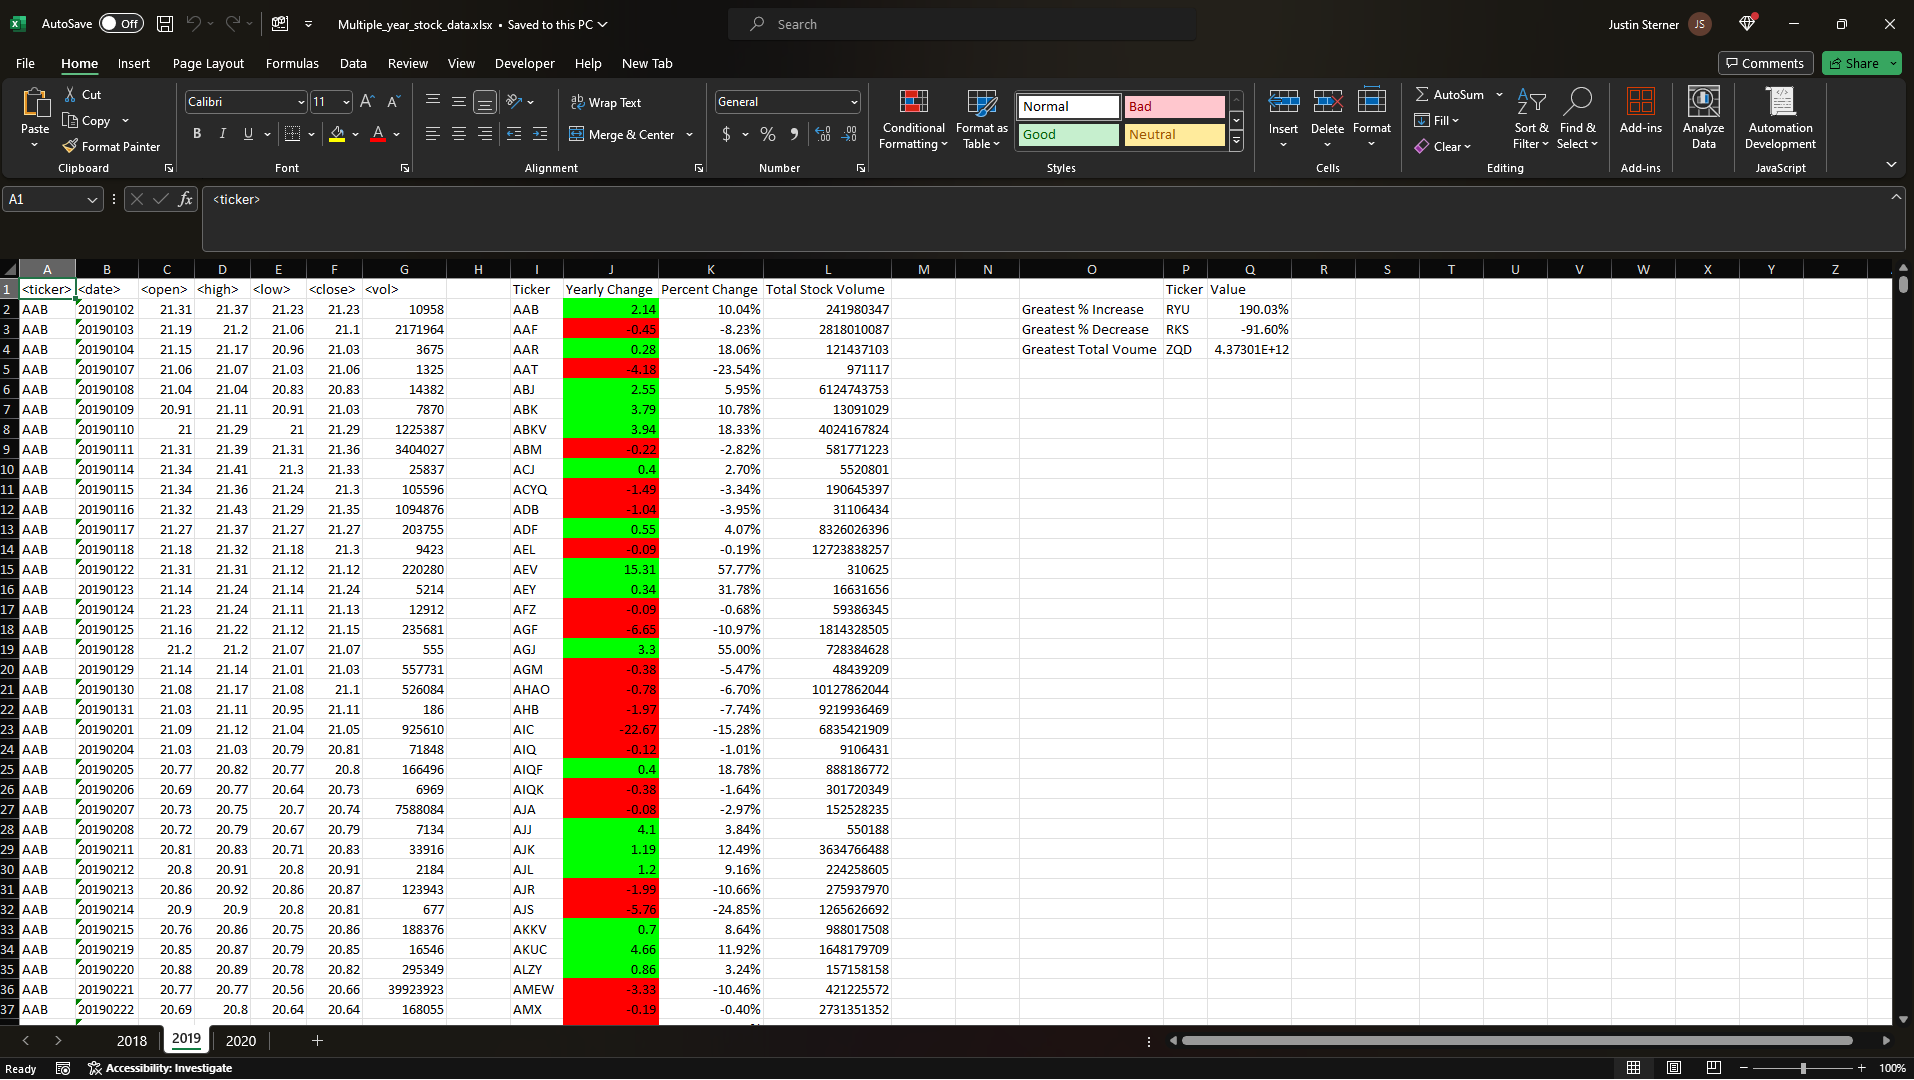 AutoSave Off Multiple_year_stock_data.xlsx • Saved to this PC Search Justin Sterner JS
File Home Insert Page Layout Formulas Data Review View Developer Help New Tab Comments Share
Paste Cut Copy Format Painter Clipboard
Calibri 11 A A B I U A Font
ab Wrap Text Merge & Center Alignment
General $ % Number
Conditional Formatting Format as Table Normal Bad Good Neutral Styles
Insert Delete Format Cells
AutoSum Fill Clear Sort & Filter Find & Select Editing
Add-ins Add-ins Analyze Data Automation Development JavaScript
A1 fx <ticker>
A B C D E F G H I J K L M N O P Q R S T U V W X Y Z
1 <ticker> <date> <open> <high> <low> <close> <vol> Ticker Yearly Change Percent Change Total Stock Volume Ticker Value
2 AAB 20190102 21.31 21.37 21.23 21.23 10958 AAB 2.14 10.04% 241980347 Greatest % Increase RYU 190.03%
3 AAB 20190103 21.19 21.2 21.06 21.1 2171964 AAF -0.45 -8.23% 2818010087 Greatest % Decrease RKS -91.60%
4 AAB 20190104 21.15 21.17 20.96 21.03 3675 AAR 0.28 18.06% 121437103 Greatest Total Voume ZQD 4.37301E+12
5 AAB 20190107 21.06 21.07 21.03 21.06 1325 AAT -4.18 -23.54% 971117
6 AAB 20190108 21.04 21.04 20.83 20.83 14382 ABJ 2.55 5.95% 6124743753
7 AAB 20190109 20.91 21.11 20.91 21.03 7870 ABK 3.79 10.78% 13091029
8 AAB 20190110 21 21.29 21 21.29 1225387 ABKV 3.94 18.33% 4024167824
9 AAB 20190111 21.31 21.39 21.31 21.36 3404027 ABM -0.22 -2.82% 581771223
10 AAB 20190114 21.34 21.41 21.3 21.33 25837 ACJ 0.4 2.70% 5520801
11 AAB 20190115 21.34 21.36 21.24 21.3 105596 ACYQ -1.49 -3.34% 190645397
12 AAB 20190116 21.32 21.43 21.29 21.35 1094876 ADB -1.04 -3.95% 31106434
13 AAB 20190117 21.27 21.37 21.27 21.27 203755 ADF 0.55 4.07% 8326026396
14 AAB 20190118 21.18 21.32 21.18 21.3 9423 AEL -0.09 -0.19% 12723838257
15 AAB 20190122 21.31 21.31 21.12 21.12 220280 AEV 15.31 57.77% 310625
16 AAB 20190123 21.14 21.24 21.14 21.24 5214 AEY 0.34 31.78% 16631656
17 AAB 20190124 21.23 21.24 21.11 21.13 12912 AFZ -0.09 -0.68% 59386345
18 AAB 20190125 21.16 21.22 21.12 21.15 235681 AGF -6.65 -10.97% 1814328505
19 AAB 20190128 21.2 21.2 21.07 21.07 555 AGJ 3.3 55.00% 728384628
20 AAB 20190129 21.14 21.14 21.01 21.03 557731 AGM -0.38 -5.47% 48439209
21 AAB 20190130 21.08 21.17 21.08 21.1 526084 AHAO -0.78 -6.70% 10127862044
22 AAB 20190131 21.03 21.11 20.95 21.11 186 AHB -1.97 -7.74% 9219936469
23 AAB 20190201 21.09 21.12 21.04 21.05 925610 AIC -22.67 -15.28% 6835421909
24 AAB 20190204 21.03 21.03 20.79 20.81 71848 AIQ -0.12 -1.01% 9106431
25 AAB 20190205 20.77 20.82 20.77 20.8 166496 AIQF 0.4 18.78% 888186772
26 AAB 20190206 20.69 20.77 20.64 20.73 6969 AIQK -0.38 -1.64% 301720349
27 AAB 20190207 20.73 20.75 20.7 20.74 7588084 AJA -0.08 -2.97% 152528235
28 AAB 20190208 20.72 20.79 20.67 20.79 7134 AJJ 4.1 3.84% 550188
29 AAB 20190211 20.81 20.83 20.71 20.83 33916 AJK 1.19 12.49% 3634766488
30 AAB 20190212 20.8 20.91 20.8 20.91 2184 AJL 1.2 9.16% 224258605
31 AAB 20190213 20.86 20.92 20.86 20.87 123943 AJR -1.99 -10.66% 275937970
32 AAB 20190214 20.9 20.9 20.8 20.81 677 AJS -5.76 -24.85% 1265626692
33 AAB 20190215 20.76 20.86 20.75 20.86 188376 AKKV 0.7 8.64% 988017508
34 AAB 20190219 20.85 20.87 20.79 20.85 16546 AKUC 4.66 11.92% 1648179709
35 AAB 20190220 20.88 20.89 20.78 20.82 295349 ALZY 0.86 3.24% 157158158
36 AAB 20190221 20.77 20.77 20.56 20.66 39923923 AMEW -3.33 -10.46% 421225572
37 AAB 20190222 20.69 20.8 20.64 20.64 168055 AMX -0.19 -0.40% 2731351352
2018 2019 2020 +
Ready Accessibility: Investigate 100%